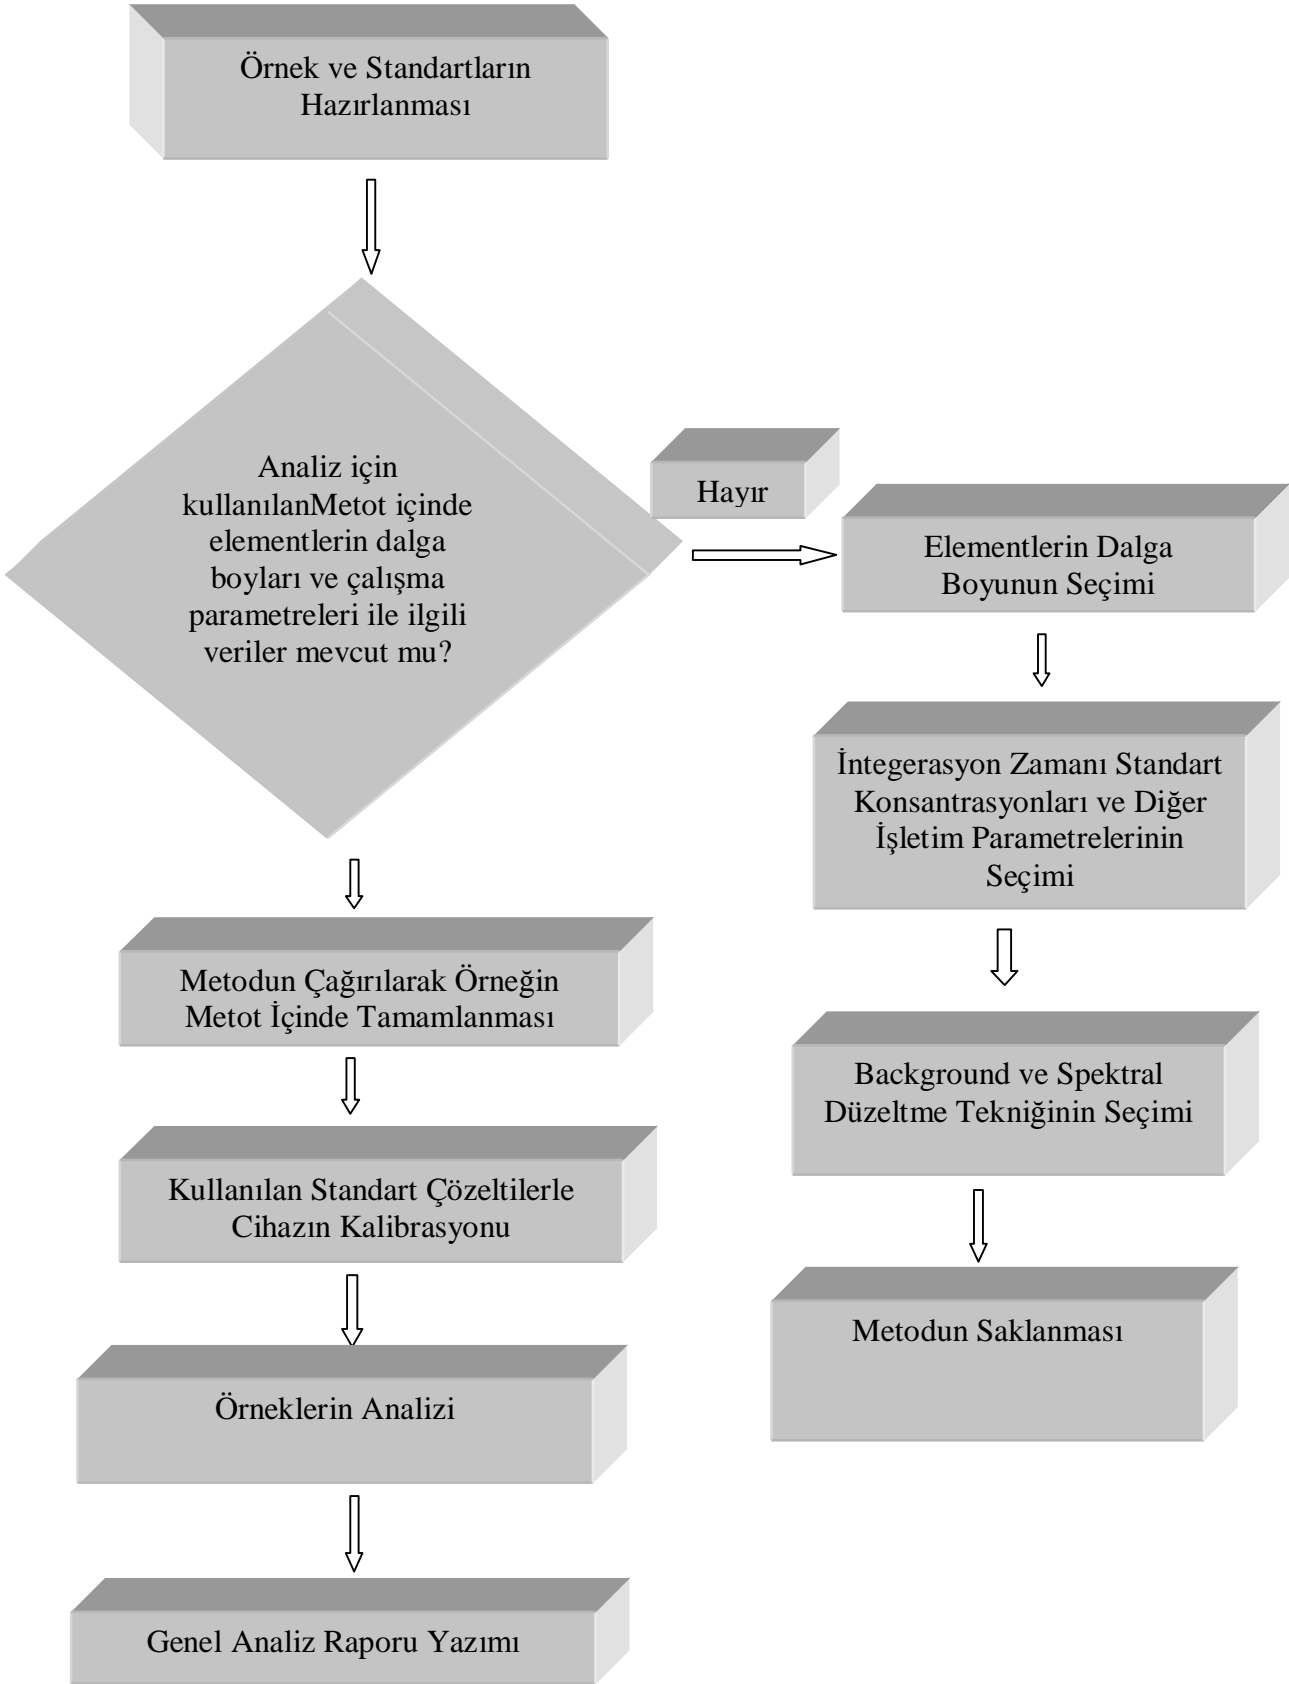 Örnek ve Standartların
Hazırlanması
Analiz için
kullanılanMetot içinde
elementlerin dalga
boyları ve çalışma
parametreleri ile ilgili
veriler mevcut mu?
Hayır
Elementlerin Dalga
Boyunun Seçimi
İntegerasyon Zamanı Standart
Konsantrasyonları ve Diğer
İşletim Parametrelerinin
Seçimi
Background ve Spektral
Düzeltme Tekniğinin Seçimi
Metodun Saklanması
Metodun Çağırılarak Örneğin
Metot İçinde Tamamlanması
Kullanılan Standart Çözeltilerle
Cihazın Kalibrasyonu
Örneklerin Analizi
Genel Analiz Raporu Yazımı